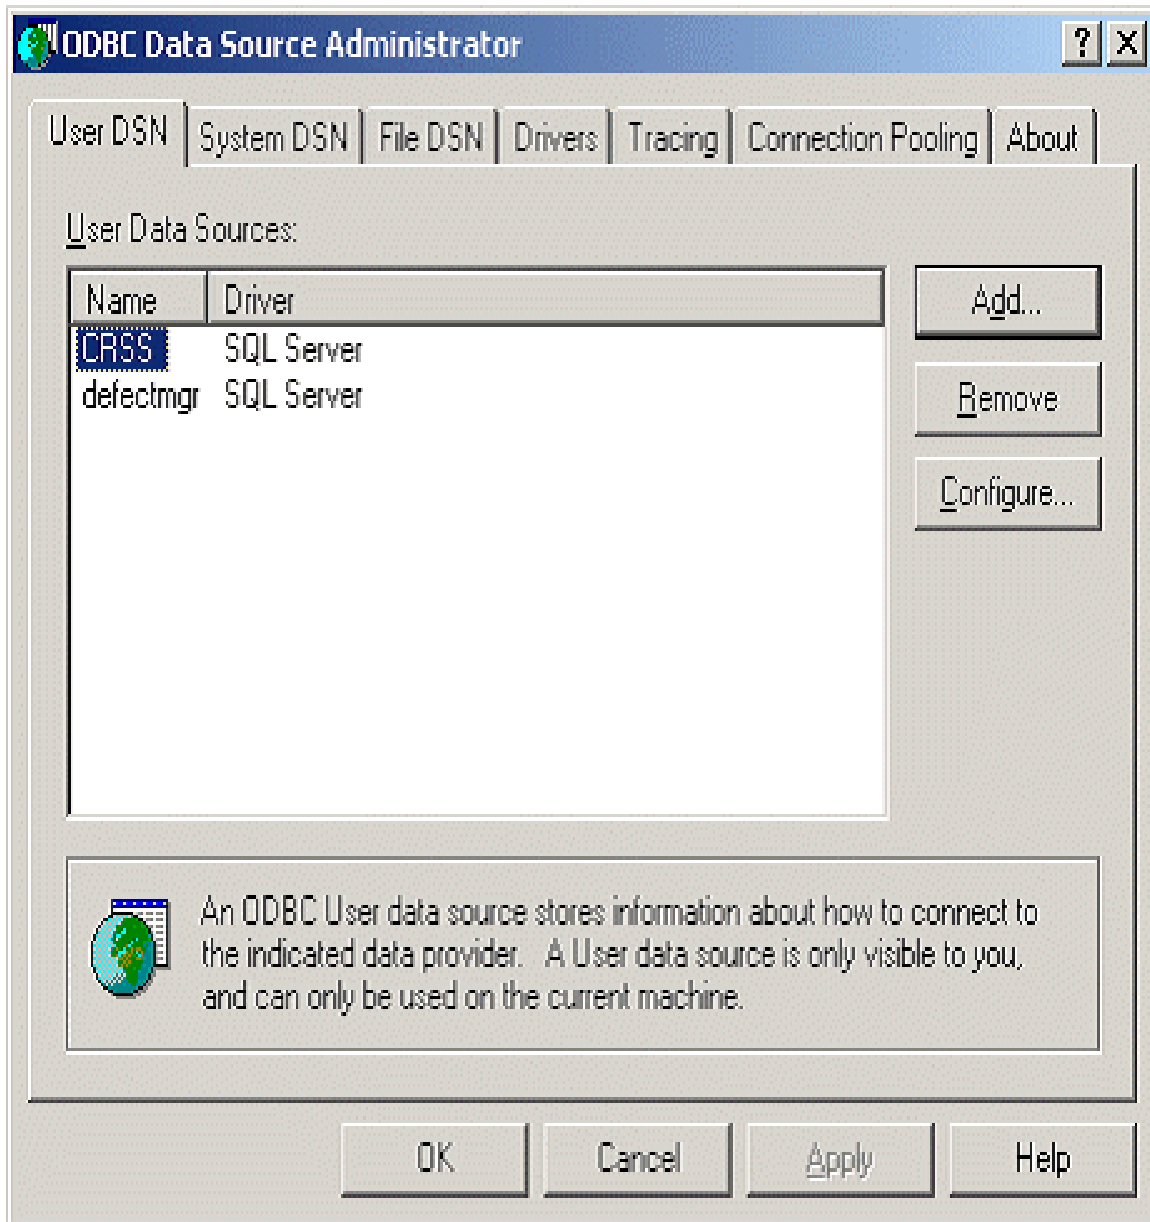 ODBC Data Source Administrator
User DSN System DSN File DSN Drivers Tracing Connection Pooling About
User Data Sources:
Name Driver
CRSS SQL Server
defectmgr SQL Server
Add...
Remove
Configure...
An ODBC User data source stores information about how to connect to
the indicated data provider. A User data source is only visible to you,
and can only be used on the current machine.
OK Cancel Apply Help